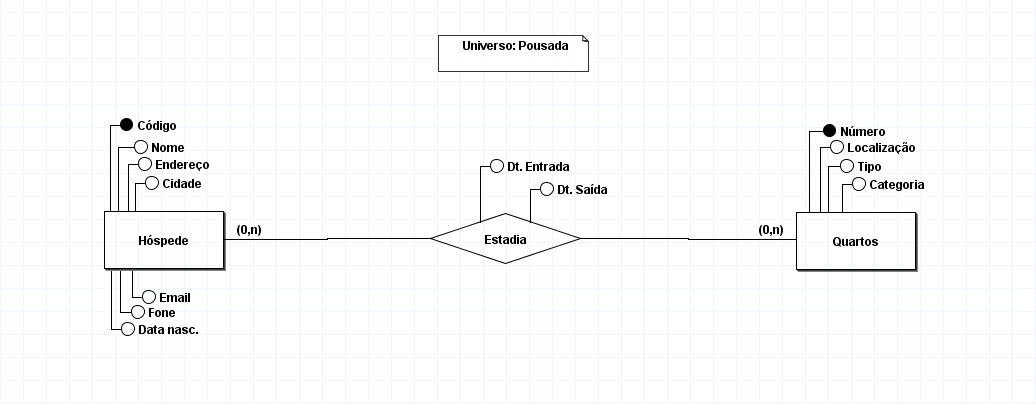 Universo: Pousada
Código
Nome
Endereço
Cidade
Hóspede
(0,n)
Email
Fone
Data nasc.
Dt. Entrada
Dt. Saída
Estadia
(0,n)
Número
Localização
Tipo
Categoria
Quartos